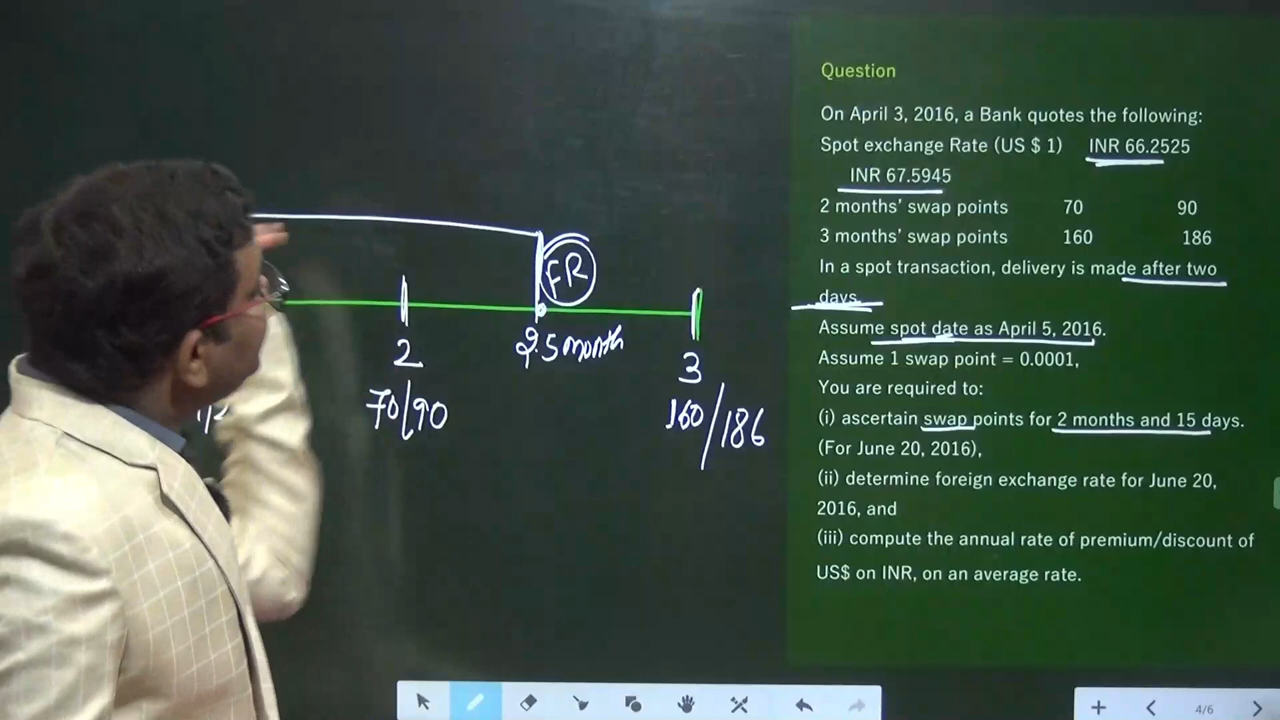 Question
On April 3, 2016, a Bank quotes the following:
Spot exchange Rate (US $ 1) INR 66.2525
INR 67.5945
2 months' swap points 70 90
3 months' swap points 160 186
In a spot transaction, delivery is made after two
days.
Assume spot date as April 5, 2016.
Assume 1 swap point = 0.0001,
You are required to:
(i) ascertain swap points for 2 months and 15 days.
(For June 20, 2016),
(ii) determine foreign exchange rate for June 20,
2016, and
(iii) compute the annual rate of premium/discount of
US$ on INR, on an average rate.
FR
2 2.5 month 3
70/90 160/186
4/6